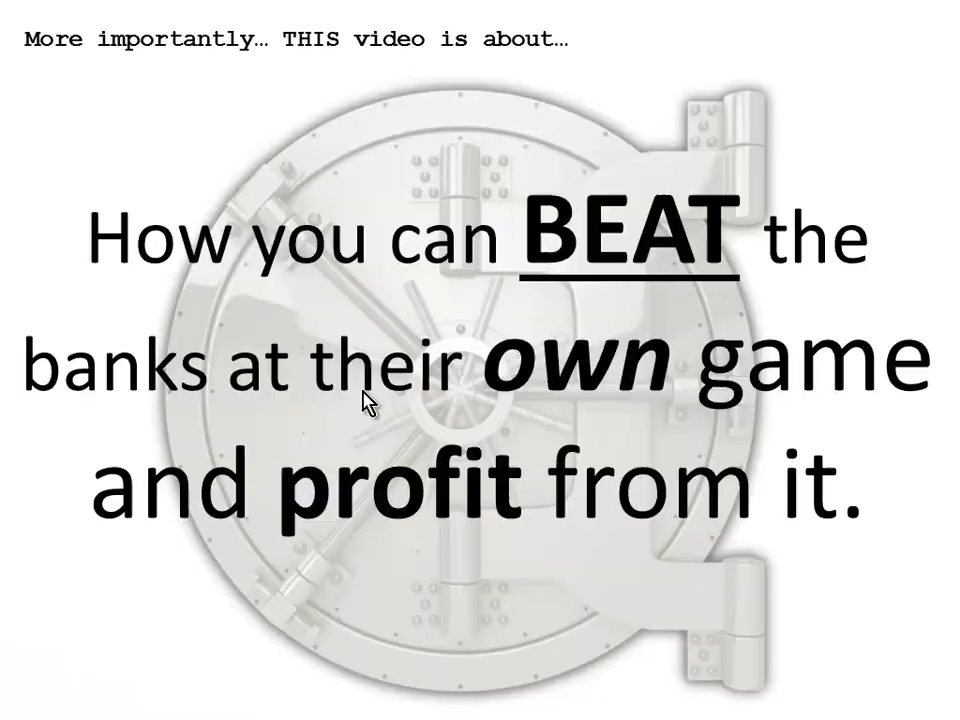 More importantly… THIS video is about…
How you can BEAT the
banks at their own game
and profit from it.